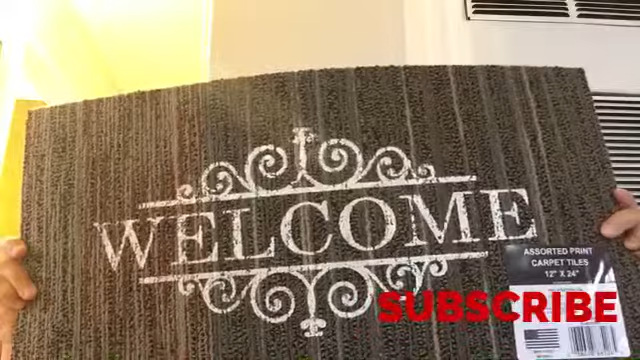 WELCOME
ASSORTED PRINT
CARPET TILES
12" X 24"
SUBSCRIBE